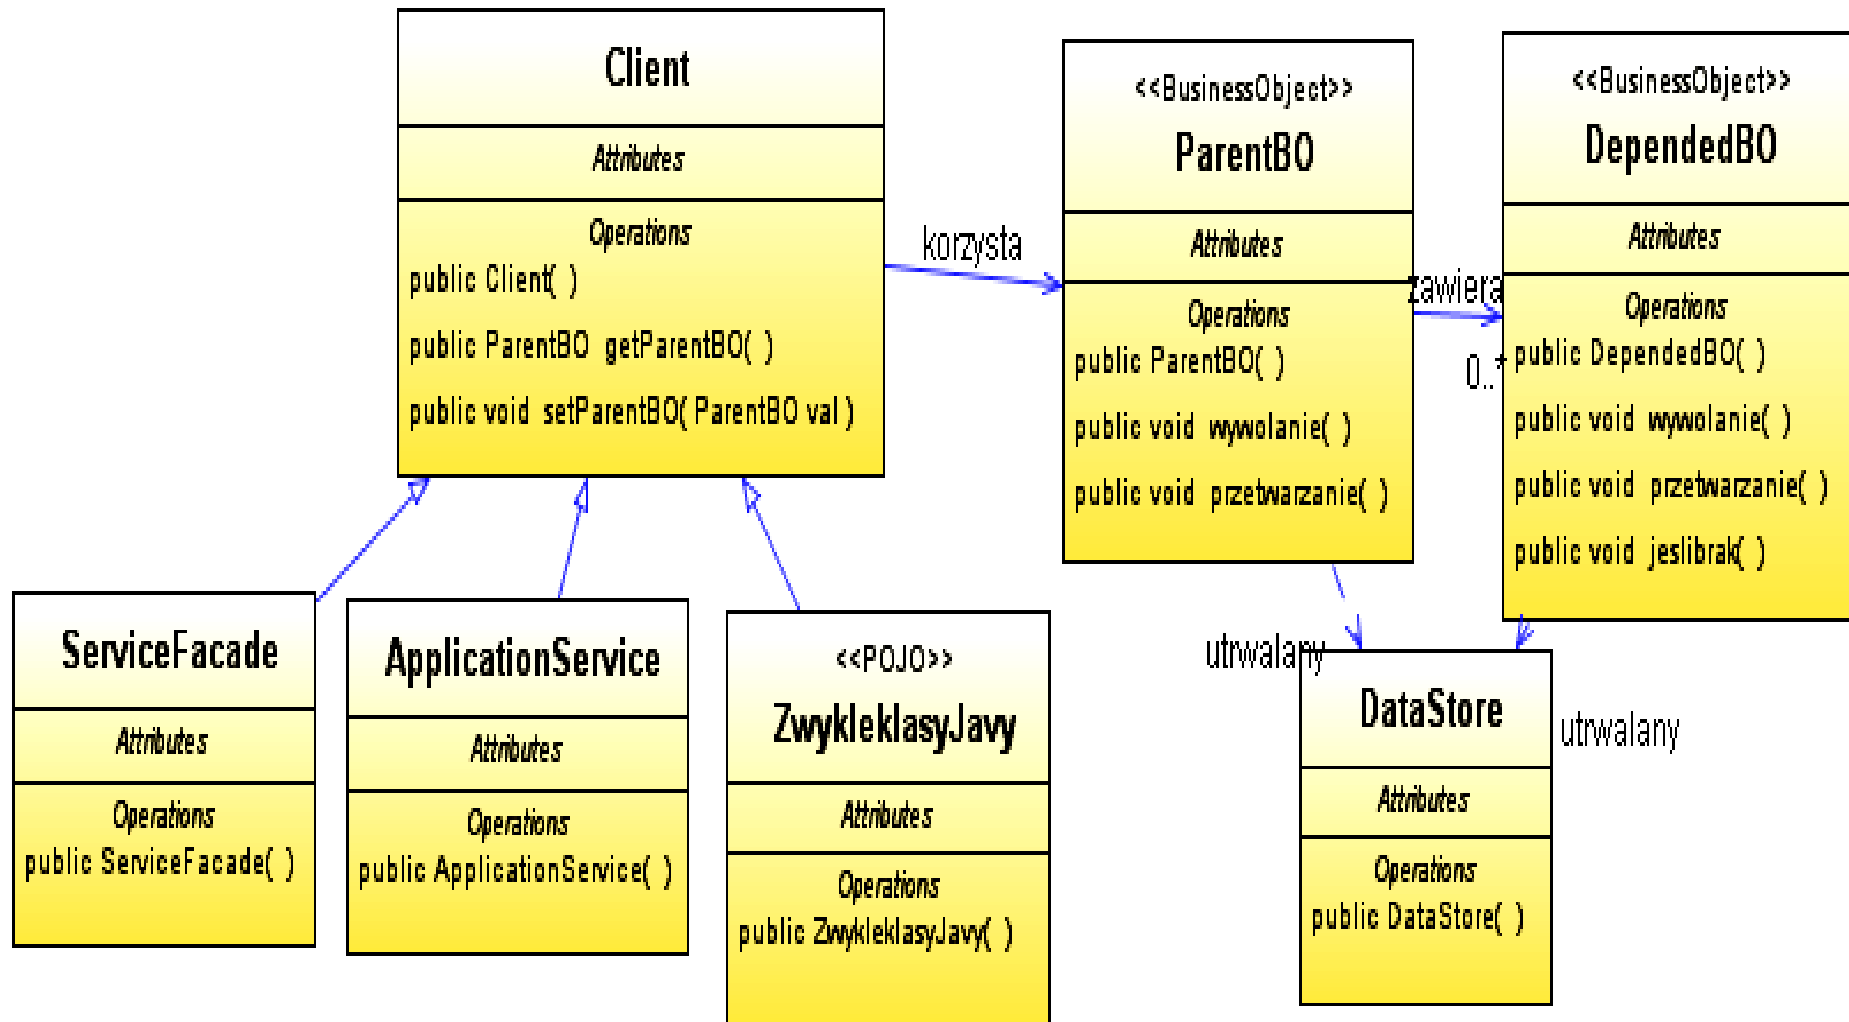 Client
Attributes
Operations
public Client( )
public ParentBO getParentBO( )
public void setParentBO( ParentBO val )
korzysta
<<BusinessObject>>
ParentBO
Attributes
Operations
public ParentBO( )
public void wywolanie( )
public void przetwarzanie( )
zawiera
0..*
<<BusinessObject>>
DependedBO
Attributes
Operations
public DependedBO( )
public void wywolanie( )
public void przetwarzanie( )
public void jeslibrak( )
ServiceFacade
Attributes
Operations
public ServiceFacade( )
ApplicationService
Attributes
Operations
public ApplicationService( )
<<POJO>>
ZwykleklasyJavy
Attributes
Operations
public ZwykleklasyJavy( )
utrwalany
DataStore
Attributes
Operations
public DataStore( )
utrwalany